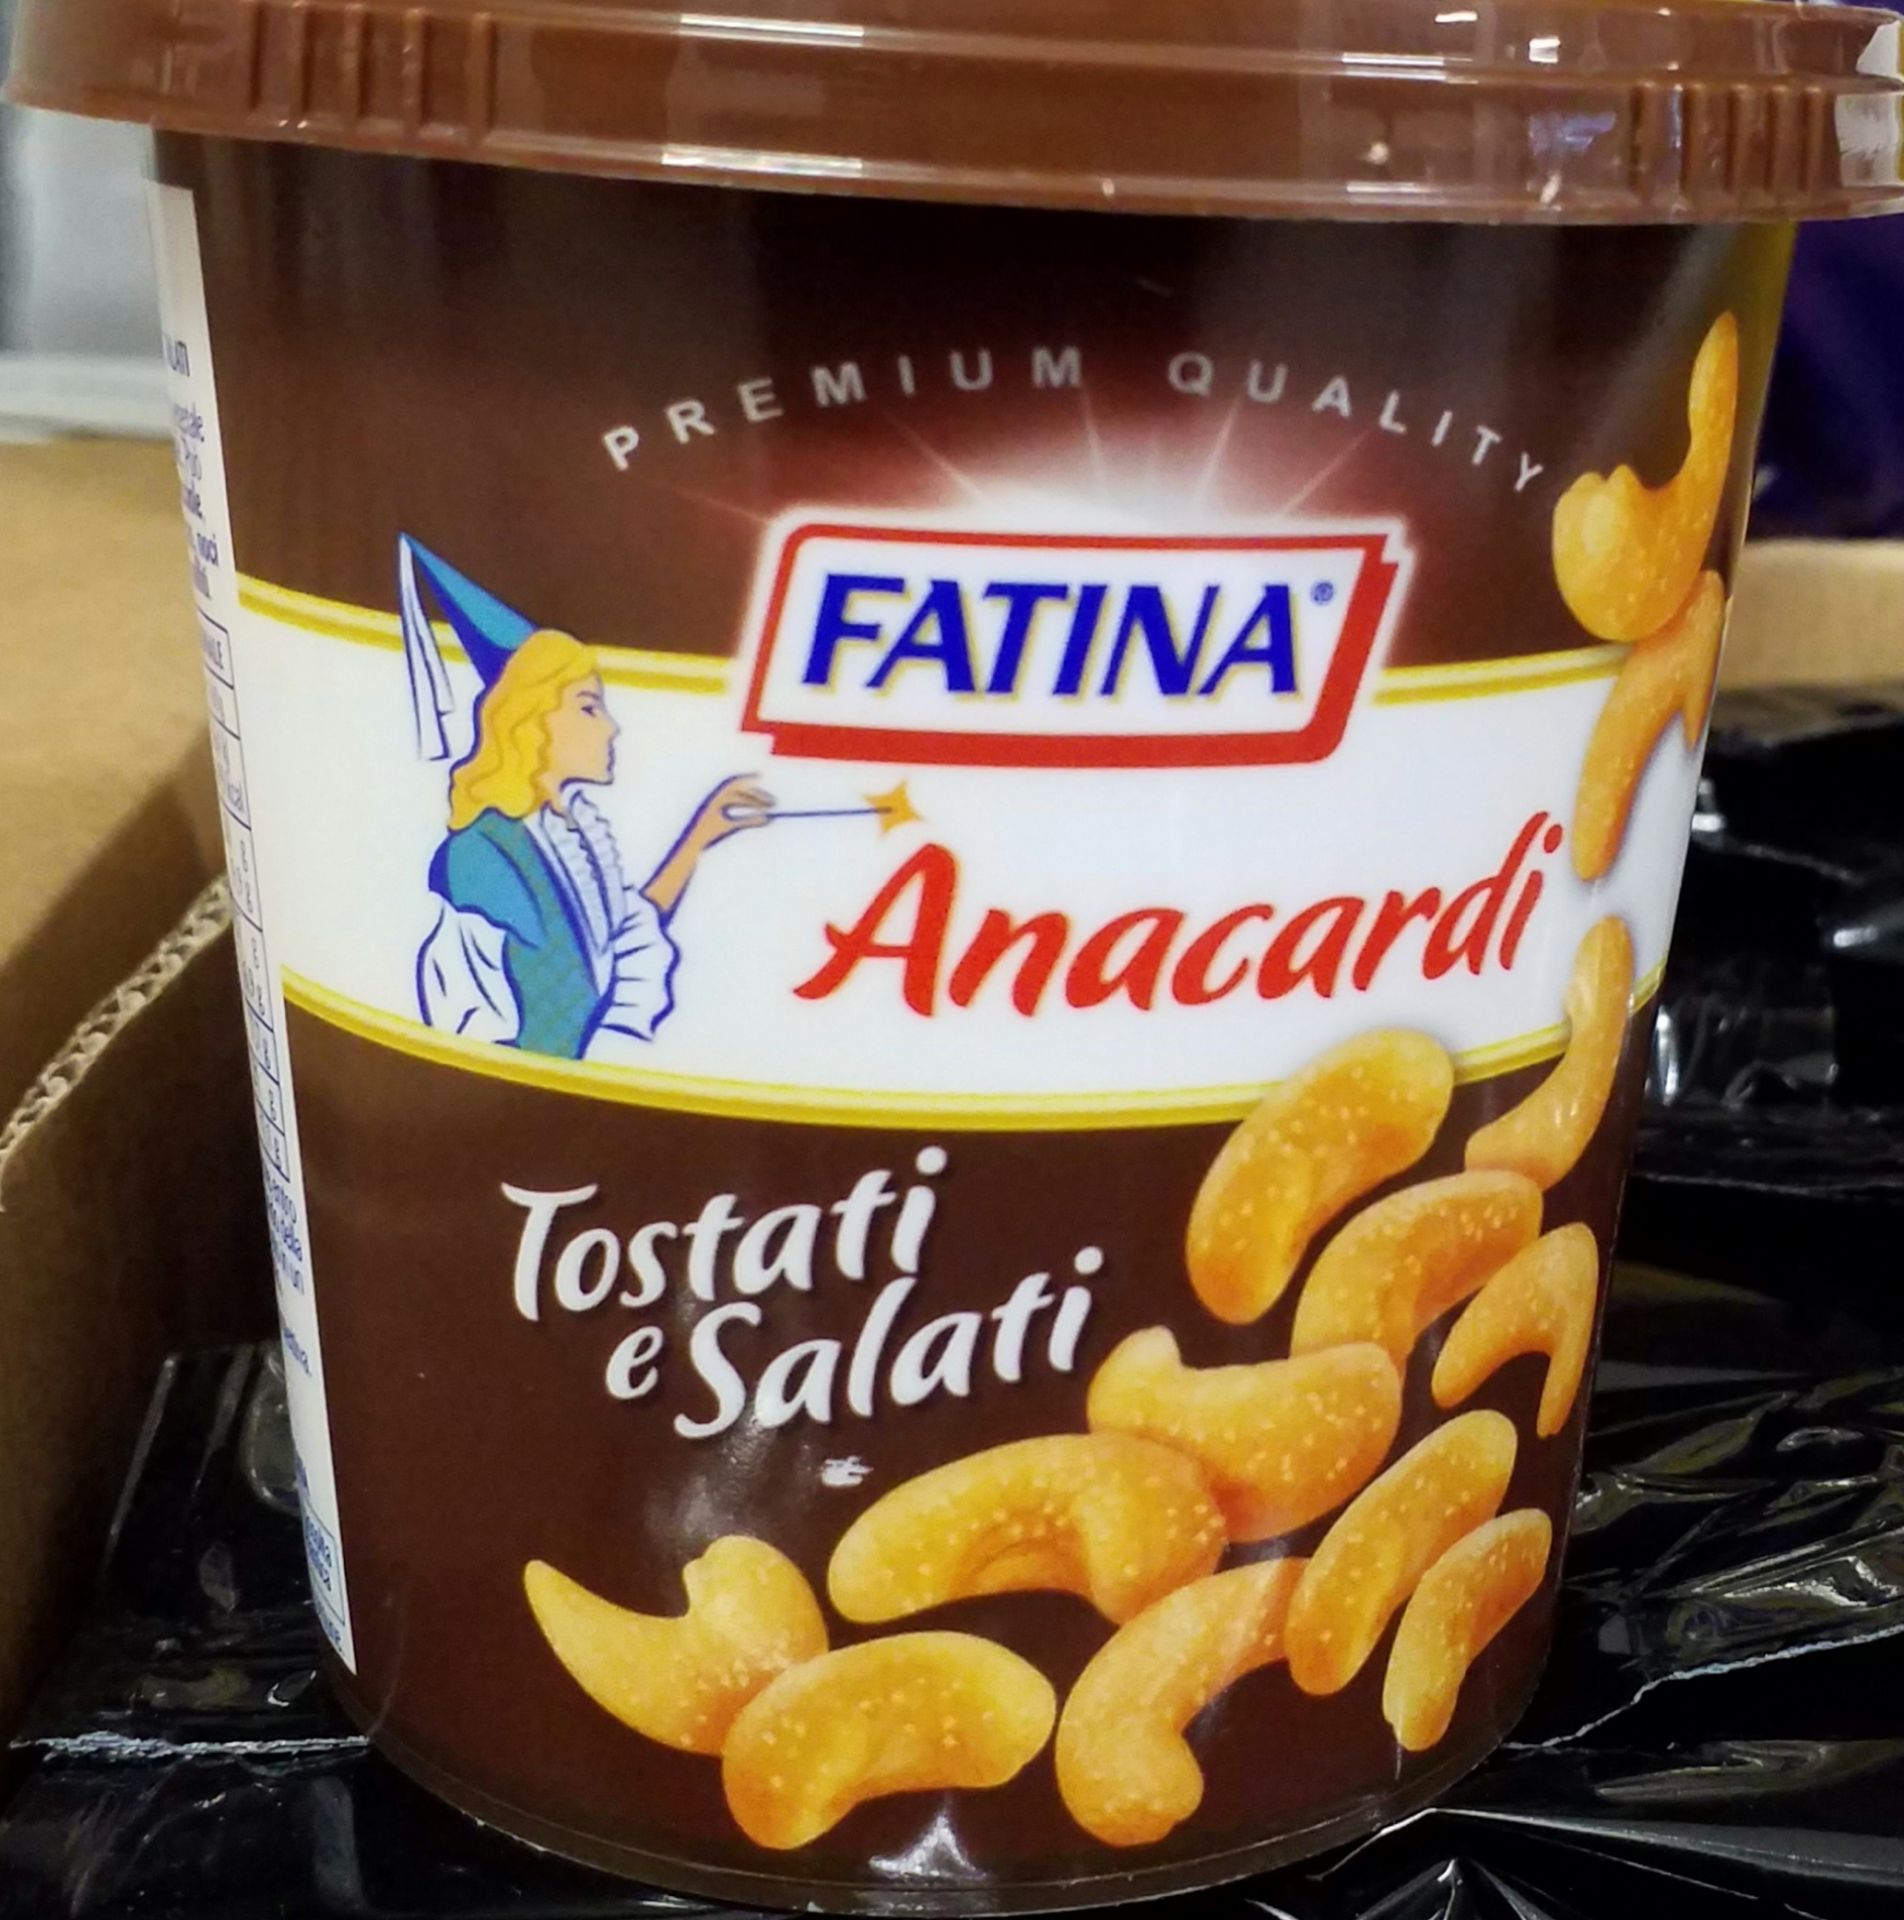 PREMIUM QUALITY
FATINA®
Anacardi
Tostati
e Salati